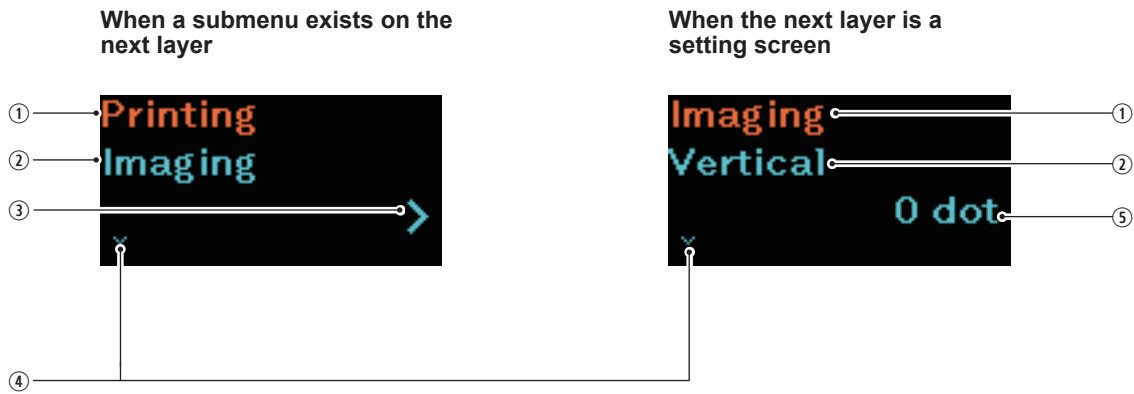 When a submenu exists on the
next layer
When the next layer is a
setting screen
① Printing
② Imaging
③ >
④
Imaging ①
Vertical ②
0 dot ⑤